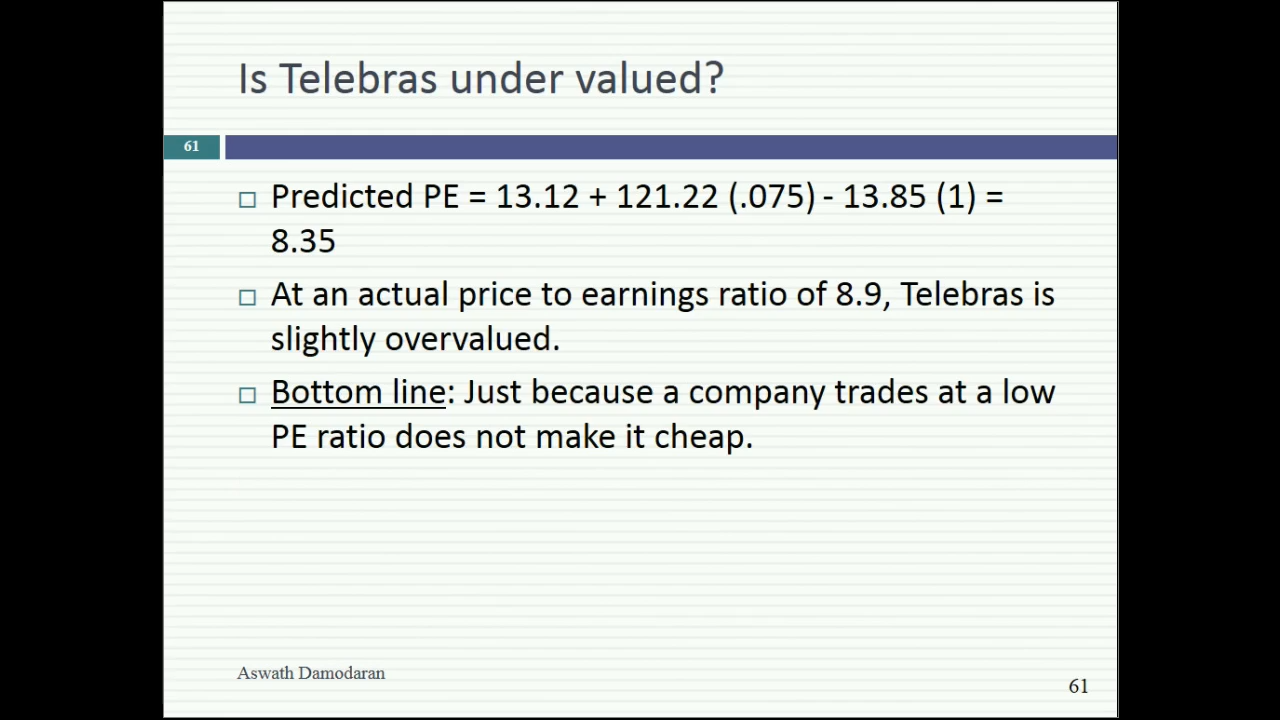 Is Telebras under valued?
61
Predicted PE = 13.12 + 121.22 (.075) - 13.85 (1) =
8.35
At an actual price to earnings ratio of 8.9, Telebras is
slightly overvalued.
Bottom line: Just because a company trades at a low
PE ratio does not make it cheap.
Aswath Damodaran
61